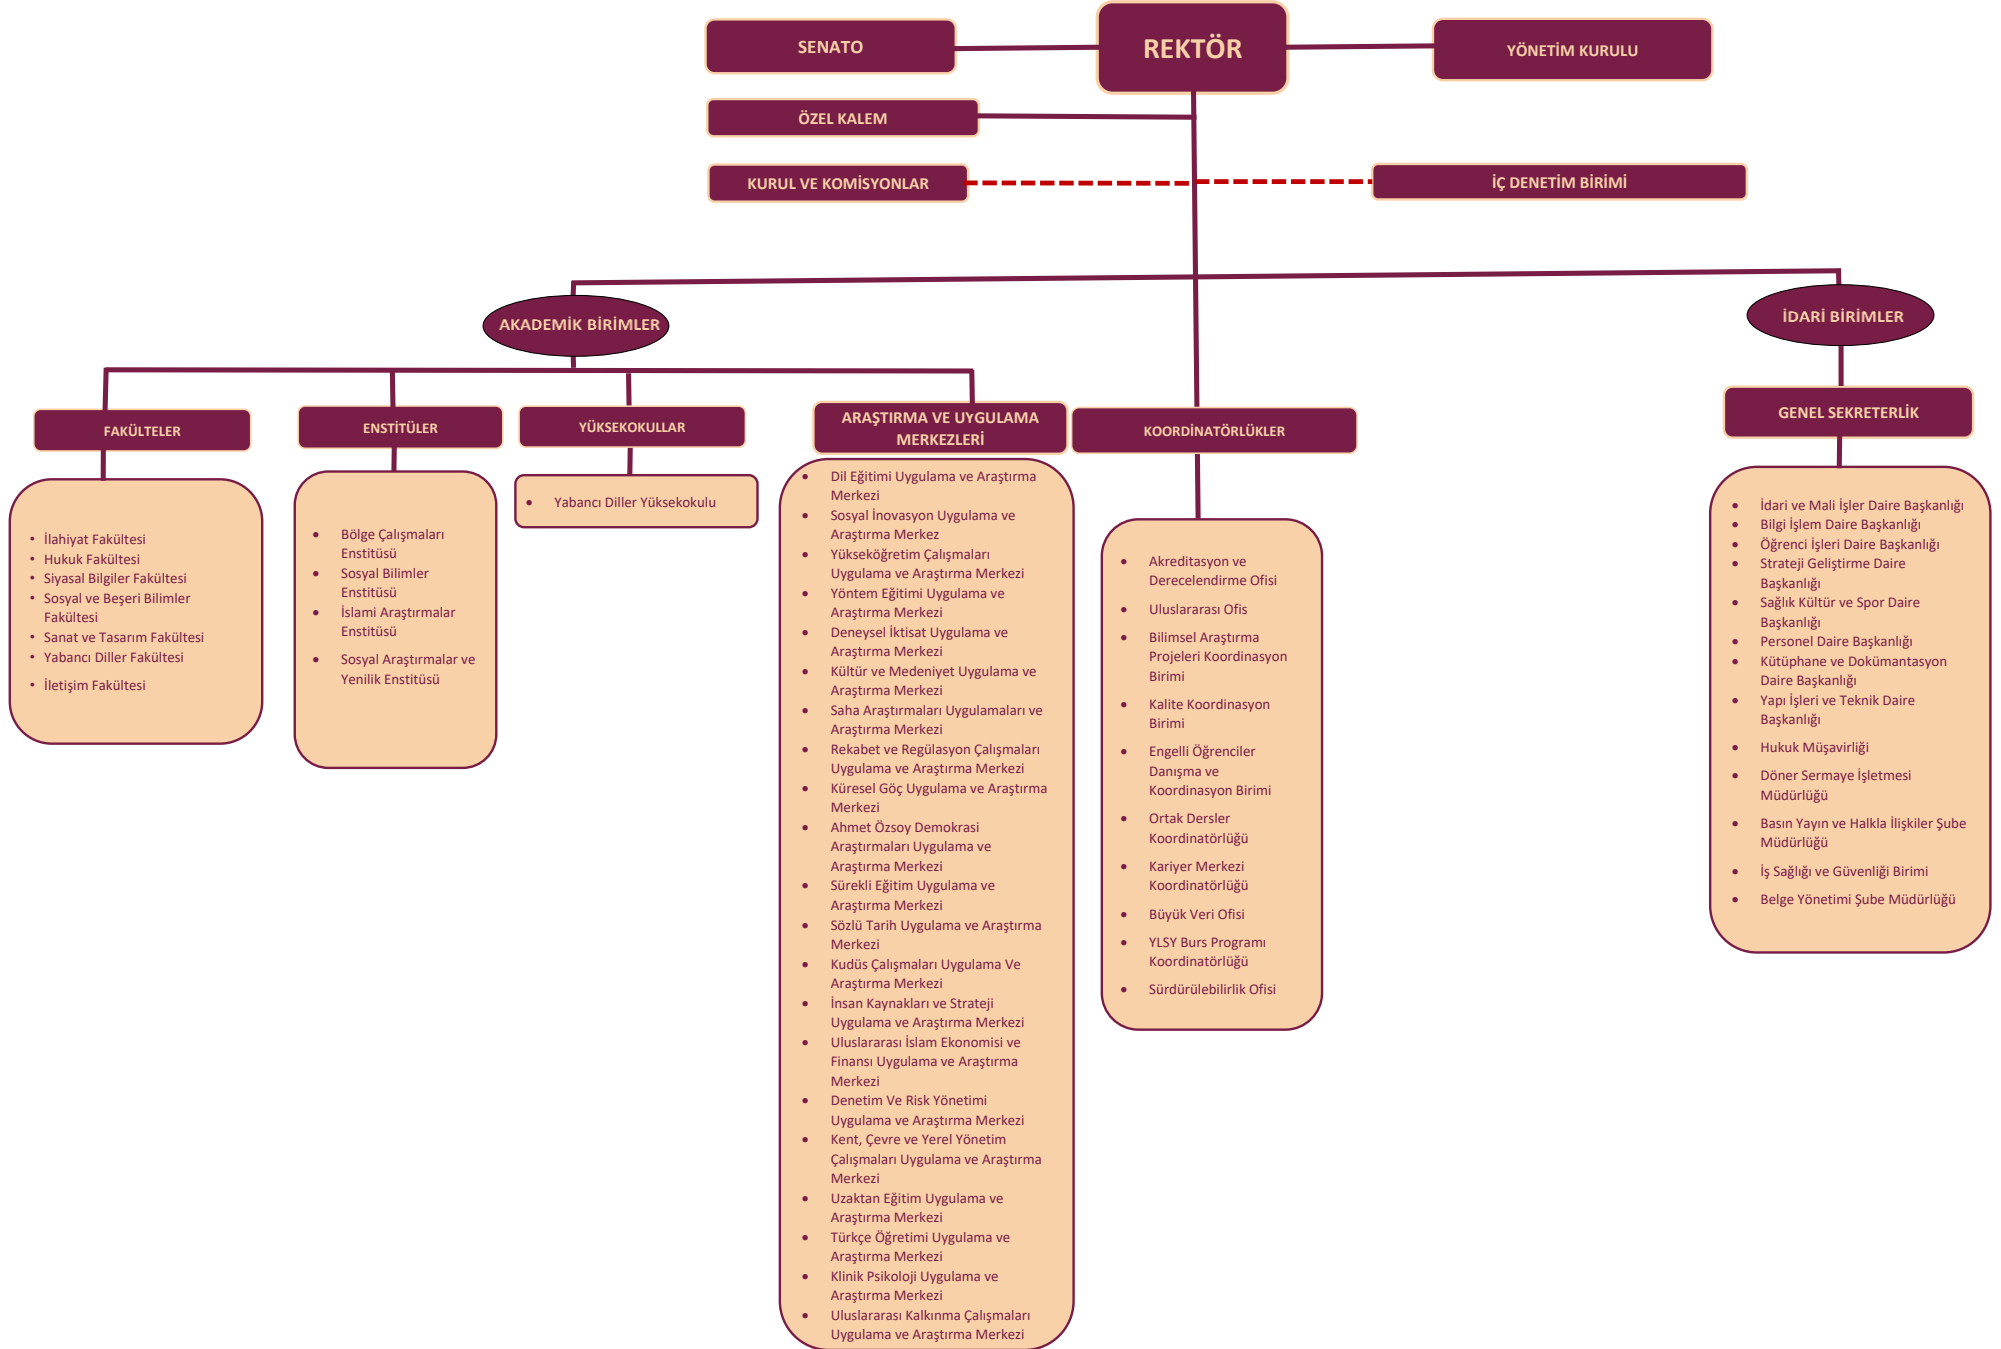 SENATO
REKTÖR
YÖNETİM KURULU
ÖZEL KALEM
KURUL VE KOMİSYONLAR
İÇ DENETİM BİRİMİ
AKADEMİK BİRİMLER
İDARİ BİRİMLER
FAKÜLTELER
• İlahiyat Fakültesi
• Hukuk Fakültesi
• Siyasal Bilgiler Fakültesi
• Sosyal ve Beşeri Bilimler
Fakültesi
• Sanat ve Tasarım Fakültesi
• Yabancı Diller Fakültesi
• İletişim Fakültesi
ENSTİTÜLER
• Bölge Çalışmaları
Enstitüsü
• Sosyal Bilimler
Enstitüsü
• İslami Araştırmalar
Enstitüsü
• Sosyal Araştırmalar ve
Yenilik Enstitüsü
YÜKSEKOKULLAR
• Yabancı Diller Yüksekokulu
ARAŞTIRMA VE UYGULAMA
MERKEZLERİ
• Dil Eğitimi Uygulama ve Araştırma
Merkezi
• Sosyal İnovasyon Uygulama ve
Araştırma Merkez
• Yükseköğretim Çalışmaları
Uygulama ve Araştırma Merkezi
• Yöntem Eğitimi Uygulama ve
Araştırma Merkezi
• Deneysel İktisat Uygulama ve
Araştırma Merkezi
• Kültür ve Medeniyet Uygulama ve
Araştırma Merkezi
• Saha Araştırmaları Uygulamaları ve
Araştırma Merkezi
• Rekabet ve Regülasyon Çalışmaları
Uygulama ve Araştırma Merkezi
• Küresel Göç Uygulama ve Araştırma
Merkezi
• Ahmet Özsoy Demokrasi
Araştırmaları Uygulama ve
Araştırma Merkezi
• Sürekli Eğitim Uygulama ve
Araştırma Merkezi
• Sözlü Tarih Uygulama ve Araştırma
Merkezi
• Kudüs Çalışmaları Uygulama Ve
Araştırma Merkezi
• İnsan Kaynakları ve Strateji
Uygulama ve Araştırma Merkezi
• Uluslararası İslam Ekonomisi ve
Finansı Uygulama ve Araştırma
Merkezi
• Denetim Ve Risk Yönetimi
Uygulama ve Araştırma Merkezi
• Kent, Çevre ve Yerel Yönetim
Çalışmaları Uygulama ve Araştırma
Merkezi
• Uzaktan Eğitim Uygulama ve
Araştırma Merkezi
• Türkçe Öğretimi Uygulama ve
Araştırma Merkezi
• Klinik Psikoloji Uygulama ve
Araştırma Merkezi
• Uluslararası Kalkınma Çalışmaları
Uygulama ve Araştırma Merkezi
KOORDİNATÖRLÜKLER
• Akreditasyon ve
Derecelendirme Ofisi
• Uluslararası Ofis
• Bilimsel Araştırma
Projeleri Koordinasyon
Birimi
• Kalite Koordinasyon
Birimi
• Engelli Öğrenciler
Danışma ve
Koordinasyon Birimi
• Ortak Dersler
Koordinatörlüğü
• Kariyer Merkezi
Koordinatörlüğü
• Büyük Veri Ofisi
• YLSY Burs Programı
Koordinatörlüğü
• Sürdürülebilirlik Ofisi
GENEL SEKRETERLİK
• İdari ve Mali İşler Daire Başkanlığı
• Bilgi İşlem Daire Başkanlığı
• Öğrenci İşleri Daire Başkanlığı
• Strateji Geliştirme Daire
Başkanlığı
• Sağlık Kültür ve Spor Daire
Başkanlığı
• Personel Daire Başkanlığı
• Kütüphane ve Dokümantasyon
Daire Başkanlığı
• Yapı İşleri ve Teknik Daire
Başkanlığı
• Hukuk Müşavirliği
• Döner Sermaye İşletmesi
Müdürlüğü
• Basın Yayın ve Halkla İlişkiler Şube
Müdürlüğü
• İş Sağlığı ve Güvenliği Birimi
• Belge Yönetimi Şube Müdürlüğü